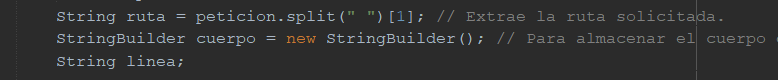 String ruta = peticion.split(" ")[1]; // Extrae la ruta solicitada.
StringBuilder cuerpo = new StringBuilder(); // Para almacenar el cuerpo
String linea;